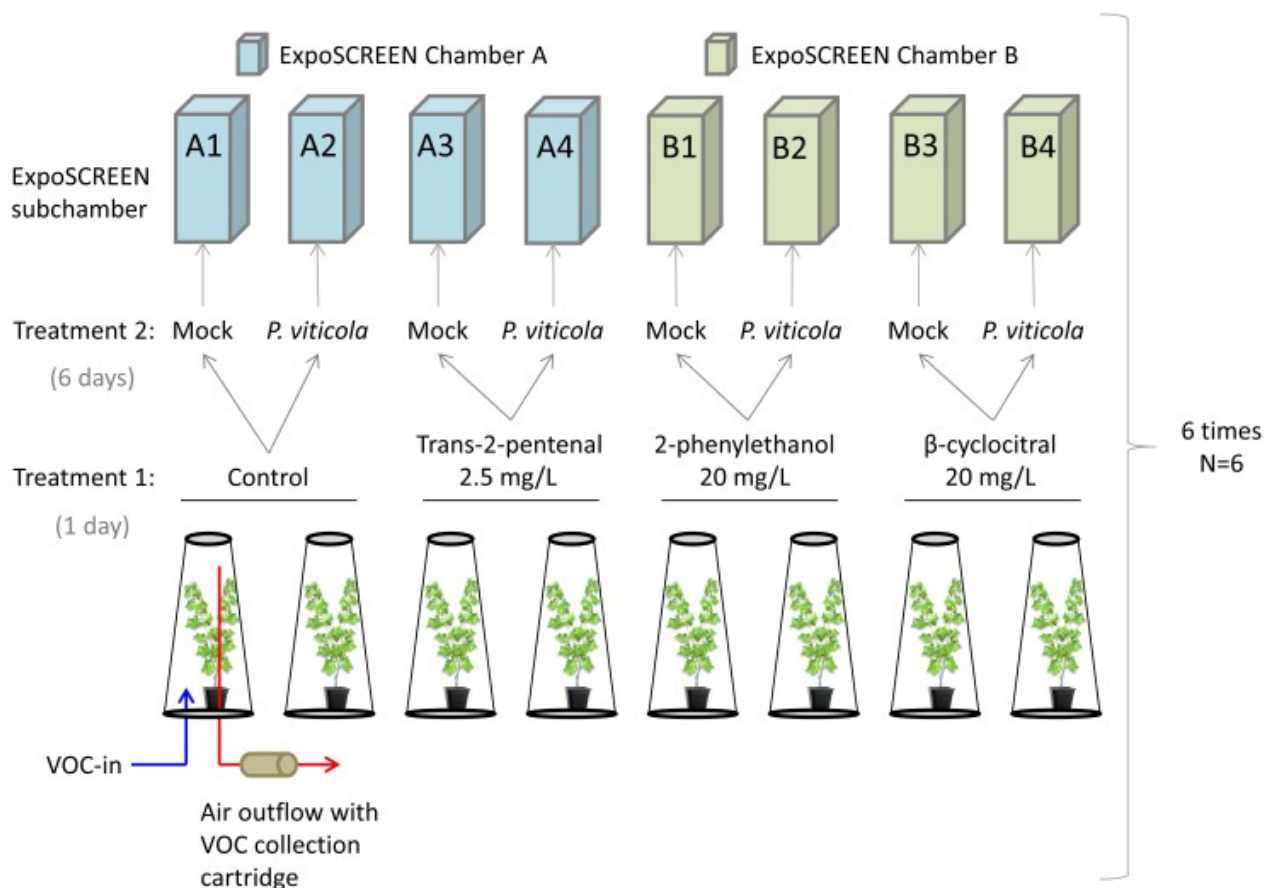 ExpoSCREEN Chamber A
ExpoSCREEN Chamber B
A1 A2 A3 A4 B1 B2 B3 B4
ExpoSCREEN
subchamber
Treatment 2: Mock P. viticola Mock P. viticola Mock P. viticola Mock P. viticola
(6 days)
Trans-2-pentenal 2-phenylethanol β-cyclocitral
Treatment 1: Control 2.5 mg/L 20 mg/L 20 mg/L
(1 day)
6 times
N=6
VOC-in
Air outflow with
VOC collection
cartridge